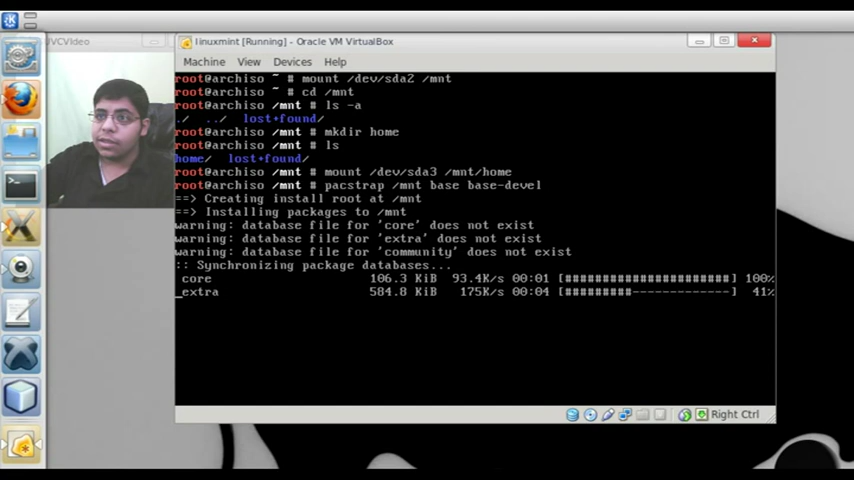 UVCVideo
linuxmint [Running] - Oracle VM VirtualBox
Machine View Devices Help
root@archiso ~ # mount /dev/sda2 /mnt
root@archiso ~ # cd /mnt
root@archiso /mnt # ls -a
./ ../ lost+found/
root@archiso /mnt # mkdir home
root@archiso /mnt # ls
home/ lost+found/
root@archiso /mnt # mount /dev/sda3 /mnt/home
root@archiso /mnt # pacstrap /mnt base base-devel
==> Creating install root at /mnt
==> Installing packages to /mnt
warning: database file for 'core' does not exist
warning: database file for 'extra' does not exist
warning: database file for 'community' does not exist
:: Synchronizing package databases...
core 106.3 KiB 93.4K/s 00:01 [######################] 100%
_extra 584.8 KiB 175K/s 00:04 [#########-------------] 41%
Right Ctrl